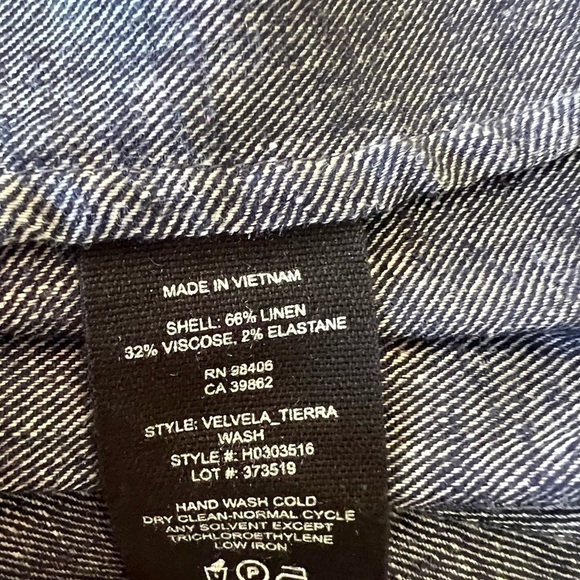 MADE IN VIETNAM
SHELL: 66% LINEN
32% VISCOSE, 2% ELASTANE
RN 98406
CA 39862
STYLE: VELVELA_TIERRA
WASH
STYLE #: H0303516
LOT #: 373519
HAND WASH COLD
DRY CLEAN-NORMAL CYCLE
ANY SOLVENT EXCEPT
TRICHLOROETHYLENE
LOW IRON
P